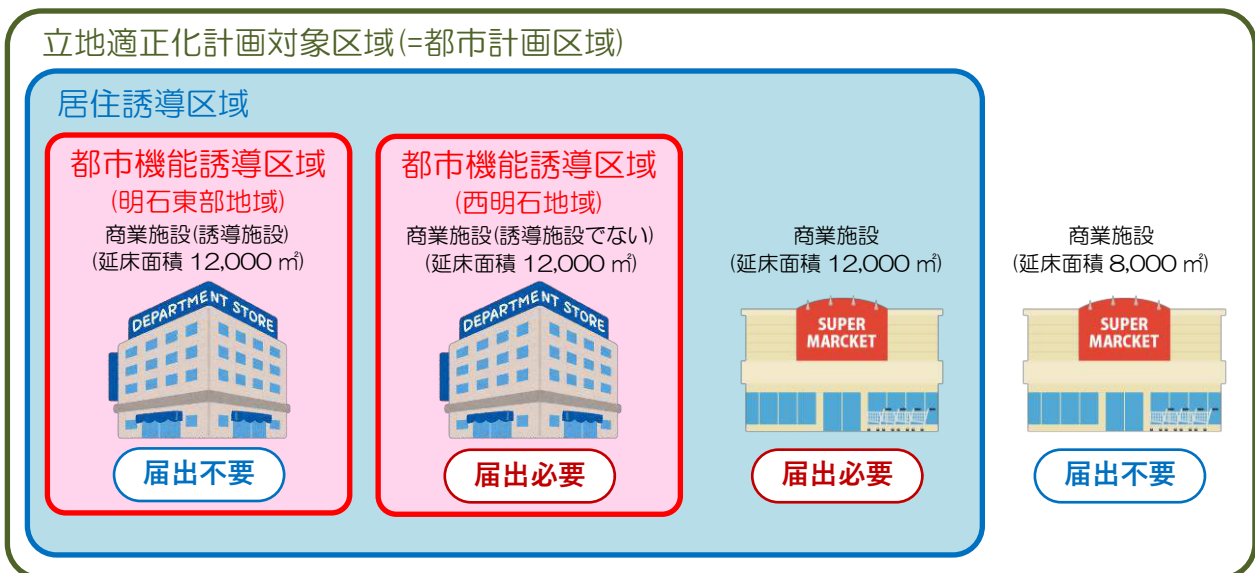 立地適正化計画対象区域(=都市計画区域)
居住誘導区域
都市機能誘導区域
(明石東部地域)
商業施設(誘導施設)
(延床面積 12,000 ㎡)
DEPARTMENT STORE
届出不要
都市機能誘導区域
(西明石地域)
商業施設(誘導施設でない)
(延床面積 12,000 ㎡)
DEPARTMENT STORE
届出必要
商業施設
(延床面積 12,000 ㎡)
SUPER
MARCKET
届出必要
商業施設
(延床面積 8,000 ㎡)
SUPER
MARCKET
届出不要